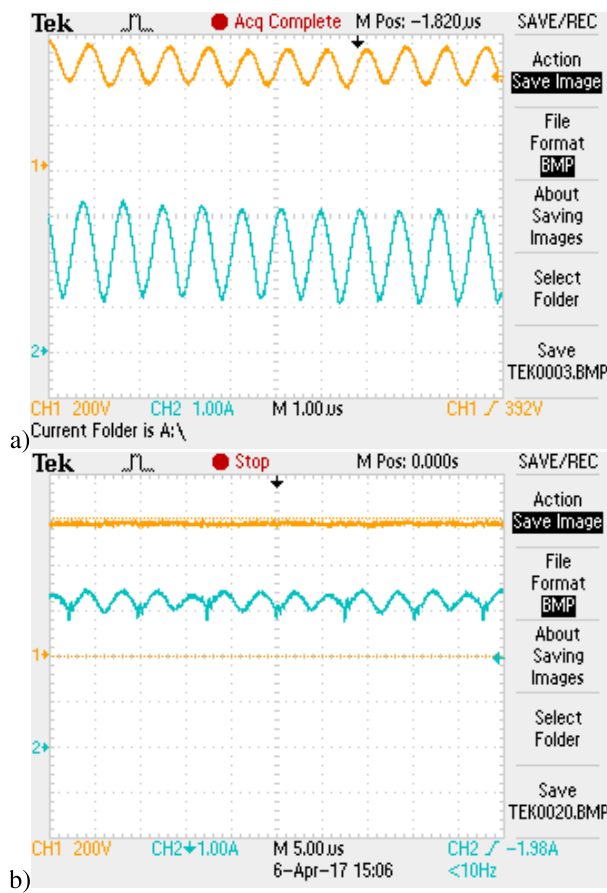 Tek Acq Complete M Pos: -1.820µs SAVE/REC
Action
Save Image
File
Format
BMP
1
About
Saving
Images
Select
Folder
2
Save
TEK0003.BMP
CH1 200V CH2 1.00A M 1.00µs CH1 392V
a) Current Folder is A:\
Tek Stop M Pos: 0.000s SAVE/REC
Action
Save Image
File
Format
BMP
1
About
Saving
Images
Select
Folder
2
Save
TEK0020.BMP
CH1 200V CH2 1.00A M 5.00µs CH2 -1.98A
6-Apr-17 15:06 <10Hz
b)